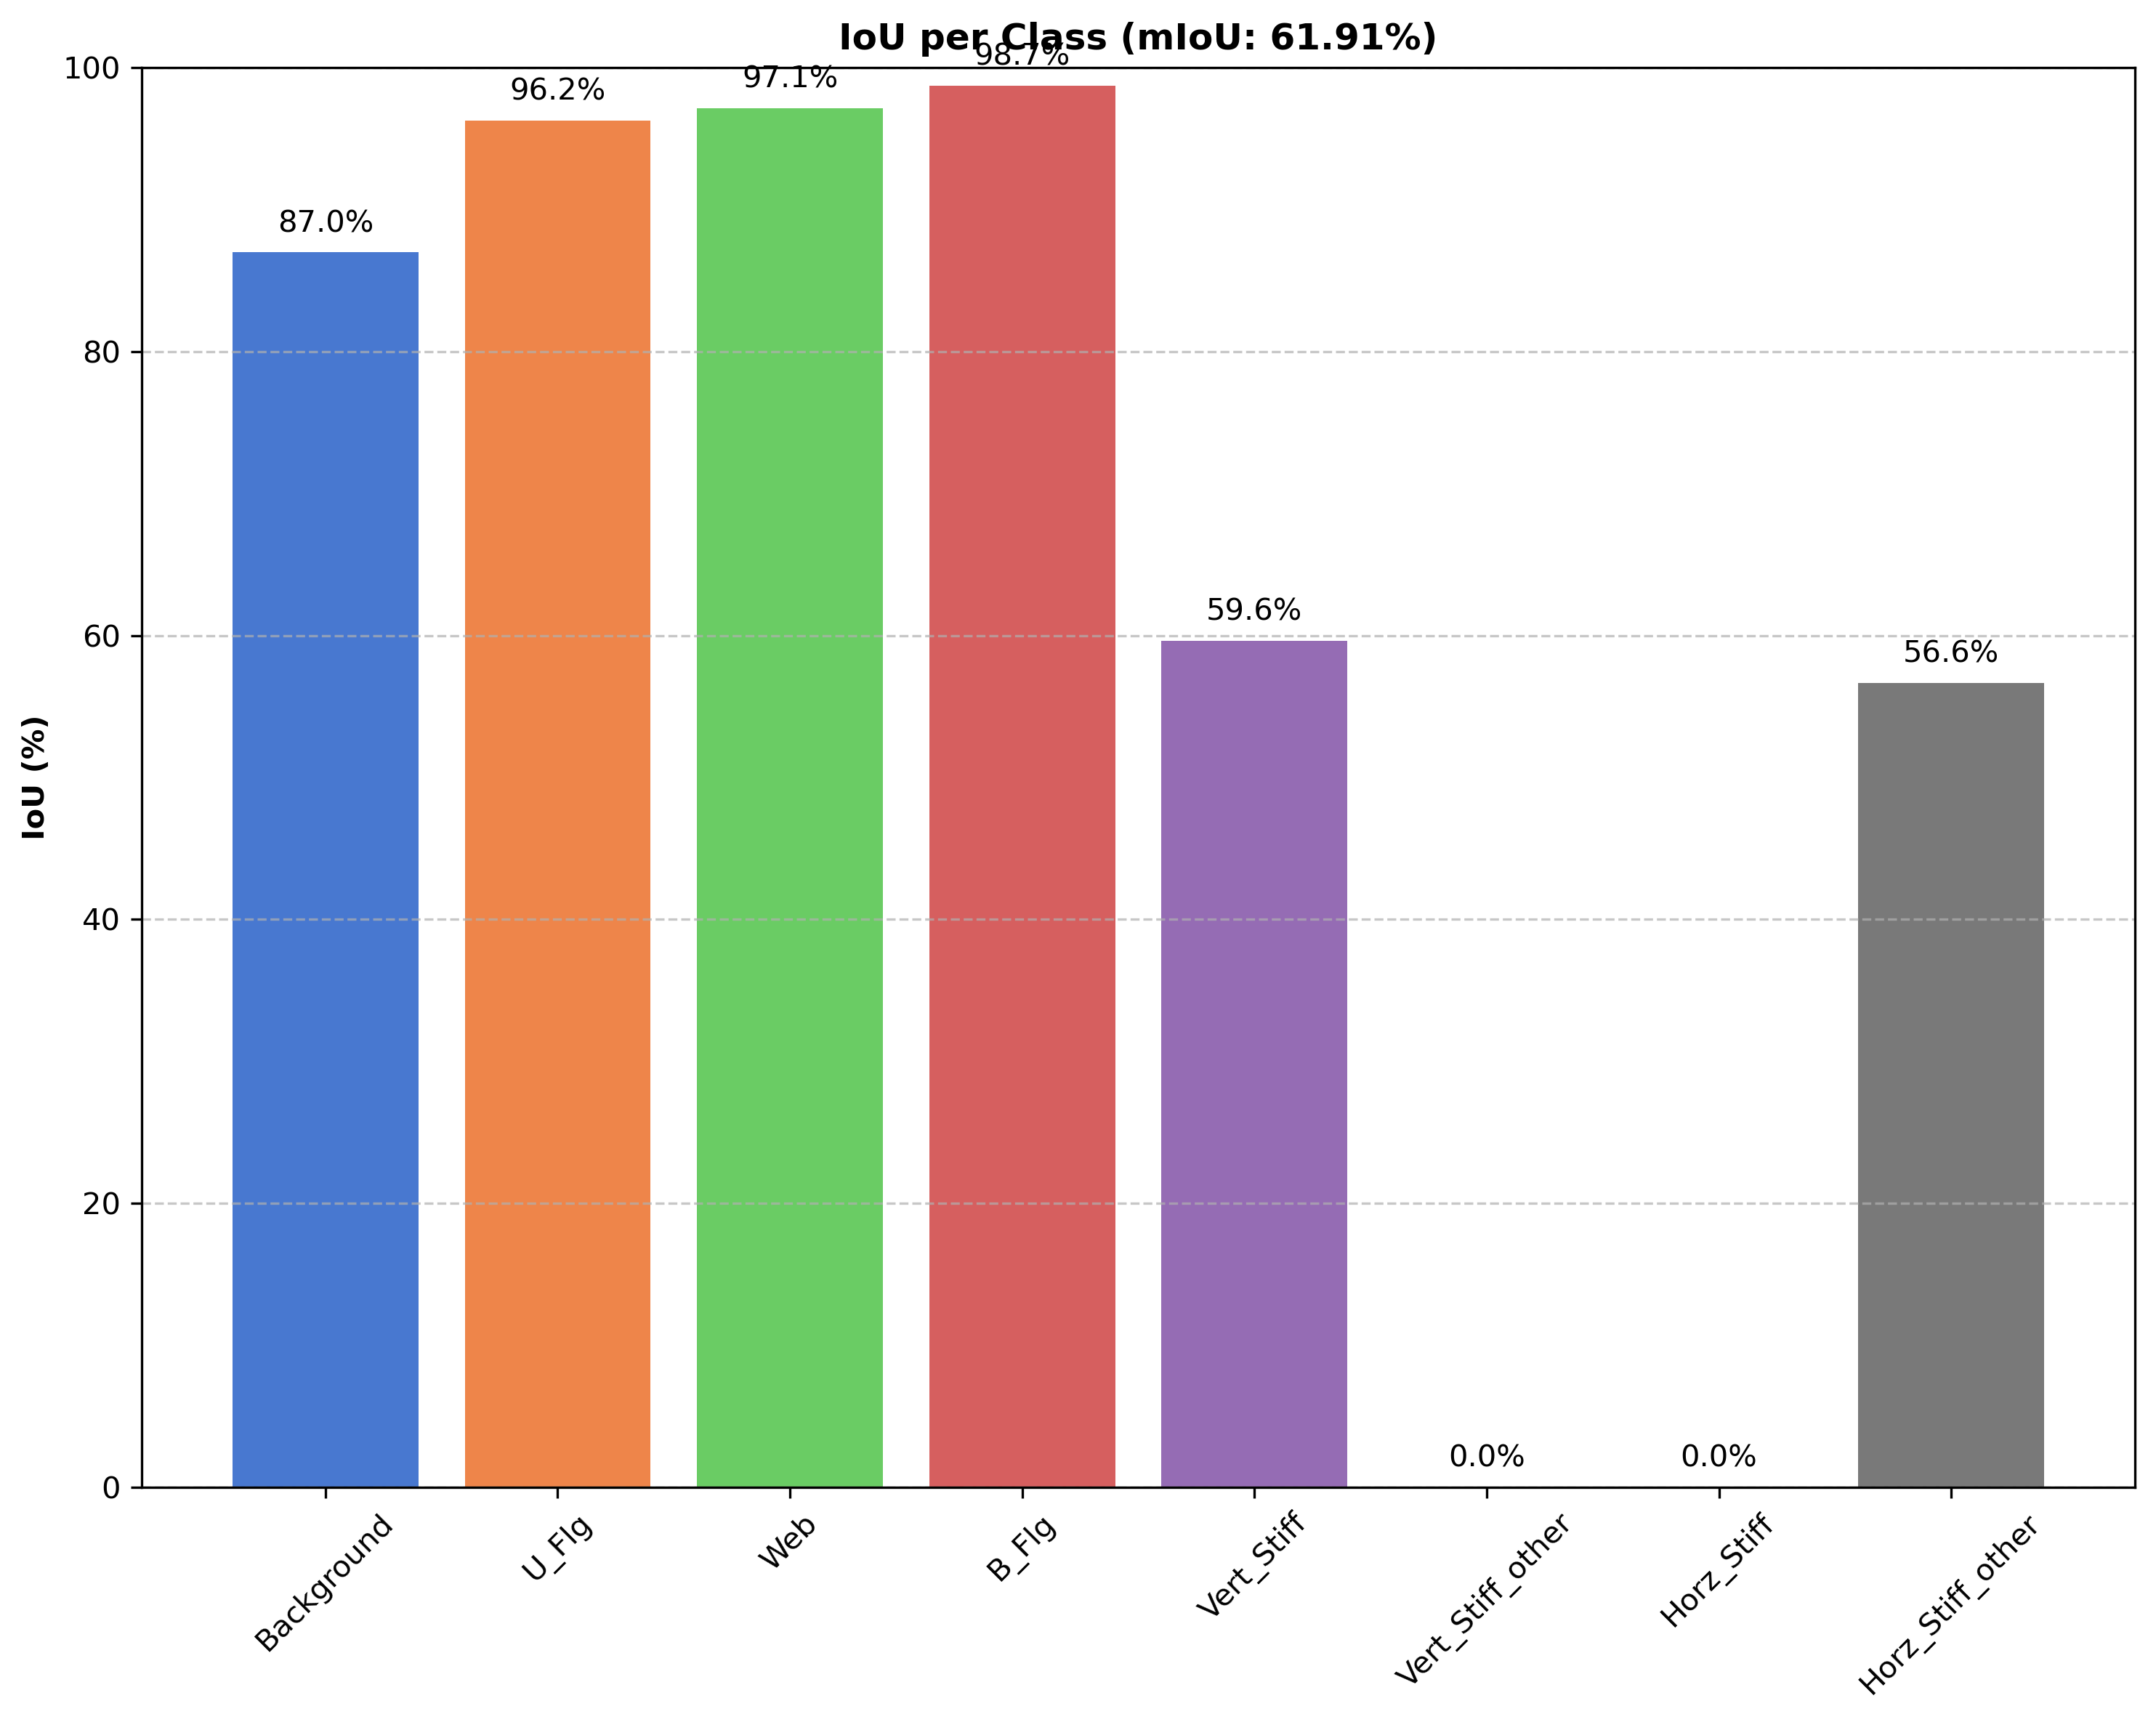 IoU per Class (mIoU: 61.91%)
98.7%
97.1%
96.2%
87.0%
59.6%
56.6%
0.0%
0.0%
100
80
60
40
20
0
IoU (%)
Background
U_Flg
Web
B_Flg
Vert_Stiff
Vert_Stiff_other
Horz_Stiff
Horz_Stiff_other